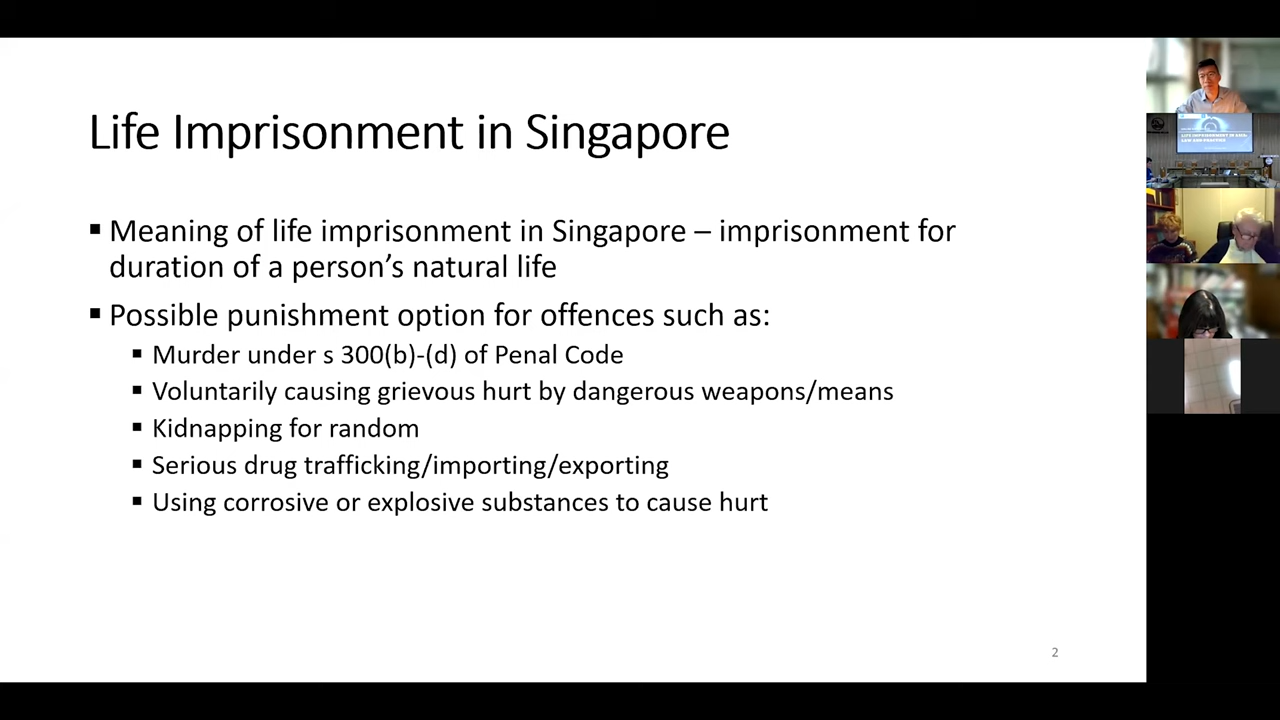 Life Imprisonment in Singapore
▪ Meaning of life imprisonment in Singapore – imprisonment for
duration of a person’s natural life
▪ Possible punishment option for offences such as:
▪ Murder under s 300(b)-(d) of Penal Code
▪ Voluntarily causing grievous hurt by dangerous weapons/means
▪ Kidnapping for random
▪ Serious drug trafficking/importing/exporting
▪ Using corrosive or explosive substances to cause hurt
2